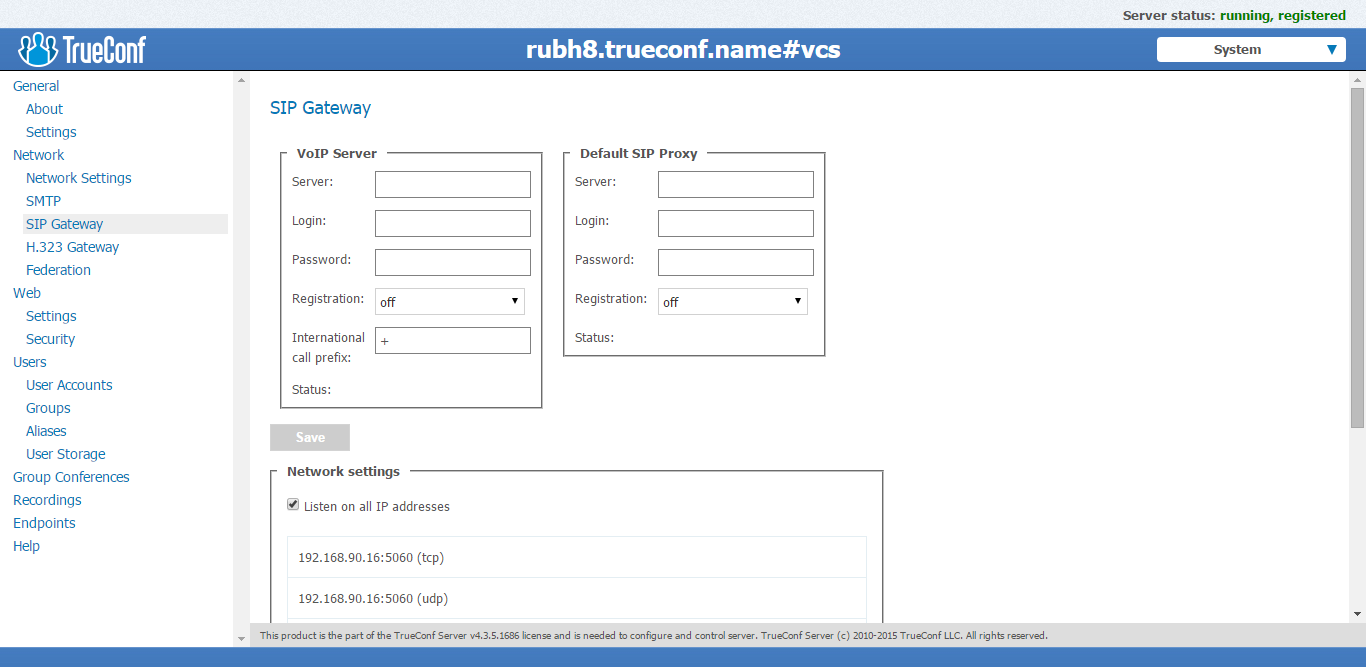 Server status: running, registered
TrueConf
rubh8.trueconf.name#vcs
System
General
About
Settings
Network
Network Settings
SMTP
SIP Gateway
H.323 Gateway
Federation
Web
Settings
Security
Users
User Accounts
Groups
Aliases
User Storage
Group Conferences
Recordings
Endpoints
Help
SIP Gateway
VoIP Server
Server:
Login:
Password:
Registration: off
International
call prefix: +
Status:
Default SIP Proxy
Server:
Login:
Password:
Registration: off
Status:
Save
Network settings
Listen on all IP addresses
192.168.90.16:5060 (tcp)
192.168.90.16:5060 (udp)
This product is the part of the TrueConf Server v4.3.5.1686 license and is needed to configure and control server. TrueConf Server (c) 2010-2015 TrueConf LLC. All rights reserved.